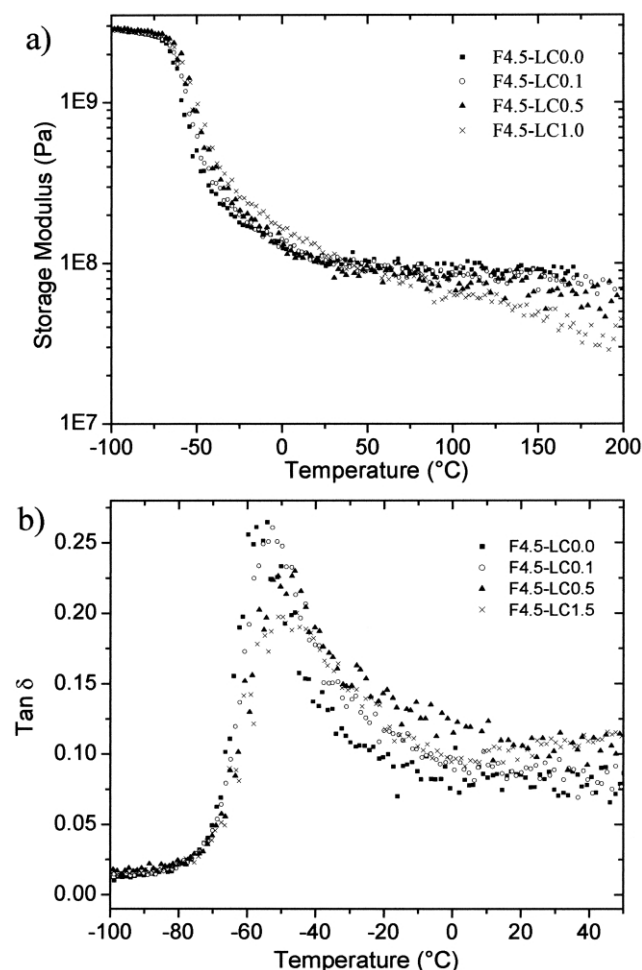 a)
F4.5-LC0.0
F4.5-LC0.1
F4.5-LC0.5
F4.5-LC1.0
Storage Modulus (Pa)
1E9
1E8
1E7
-100 -50 0 50 100 150 200
Temperature (°C)
b)
F4.5-LC0.0
F4.5-LC0.1
F4.5-LC0.5
F4.5-LC1.5
Tan δ
0.25
0.20
0.15
0.10
0.05
0.00
-100 -80 -60 -40 -20 0 20 40
Temperature (°C)